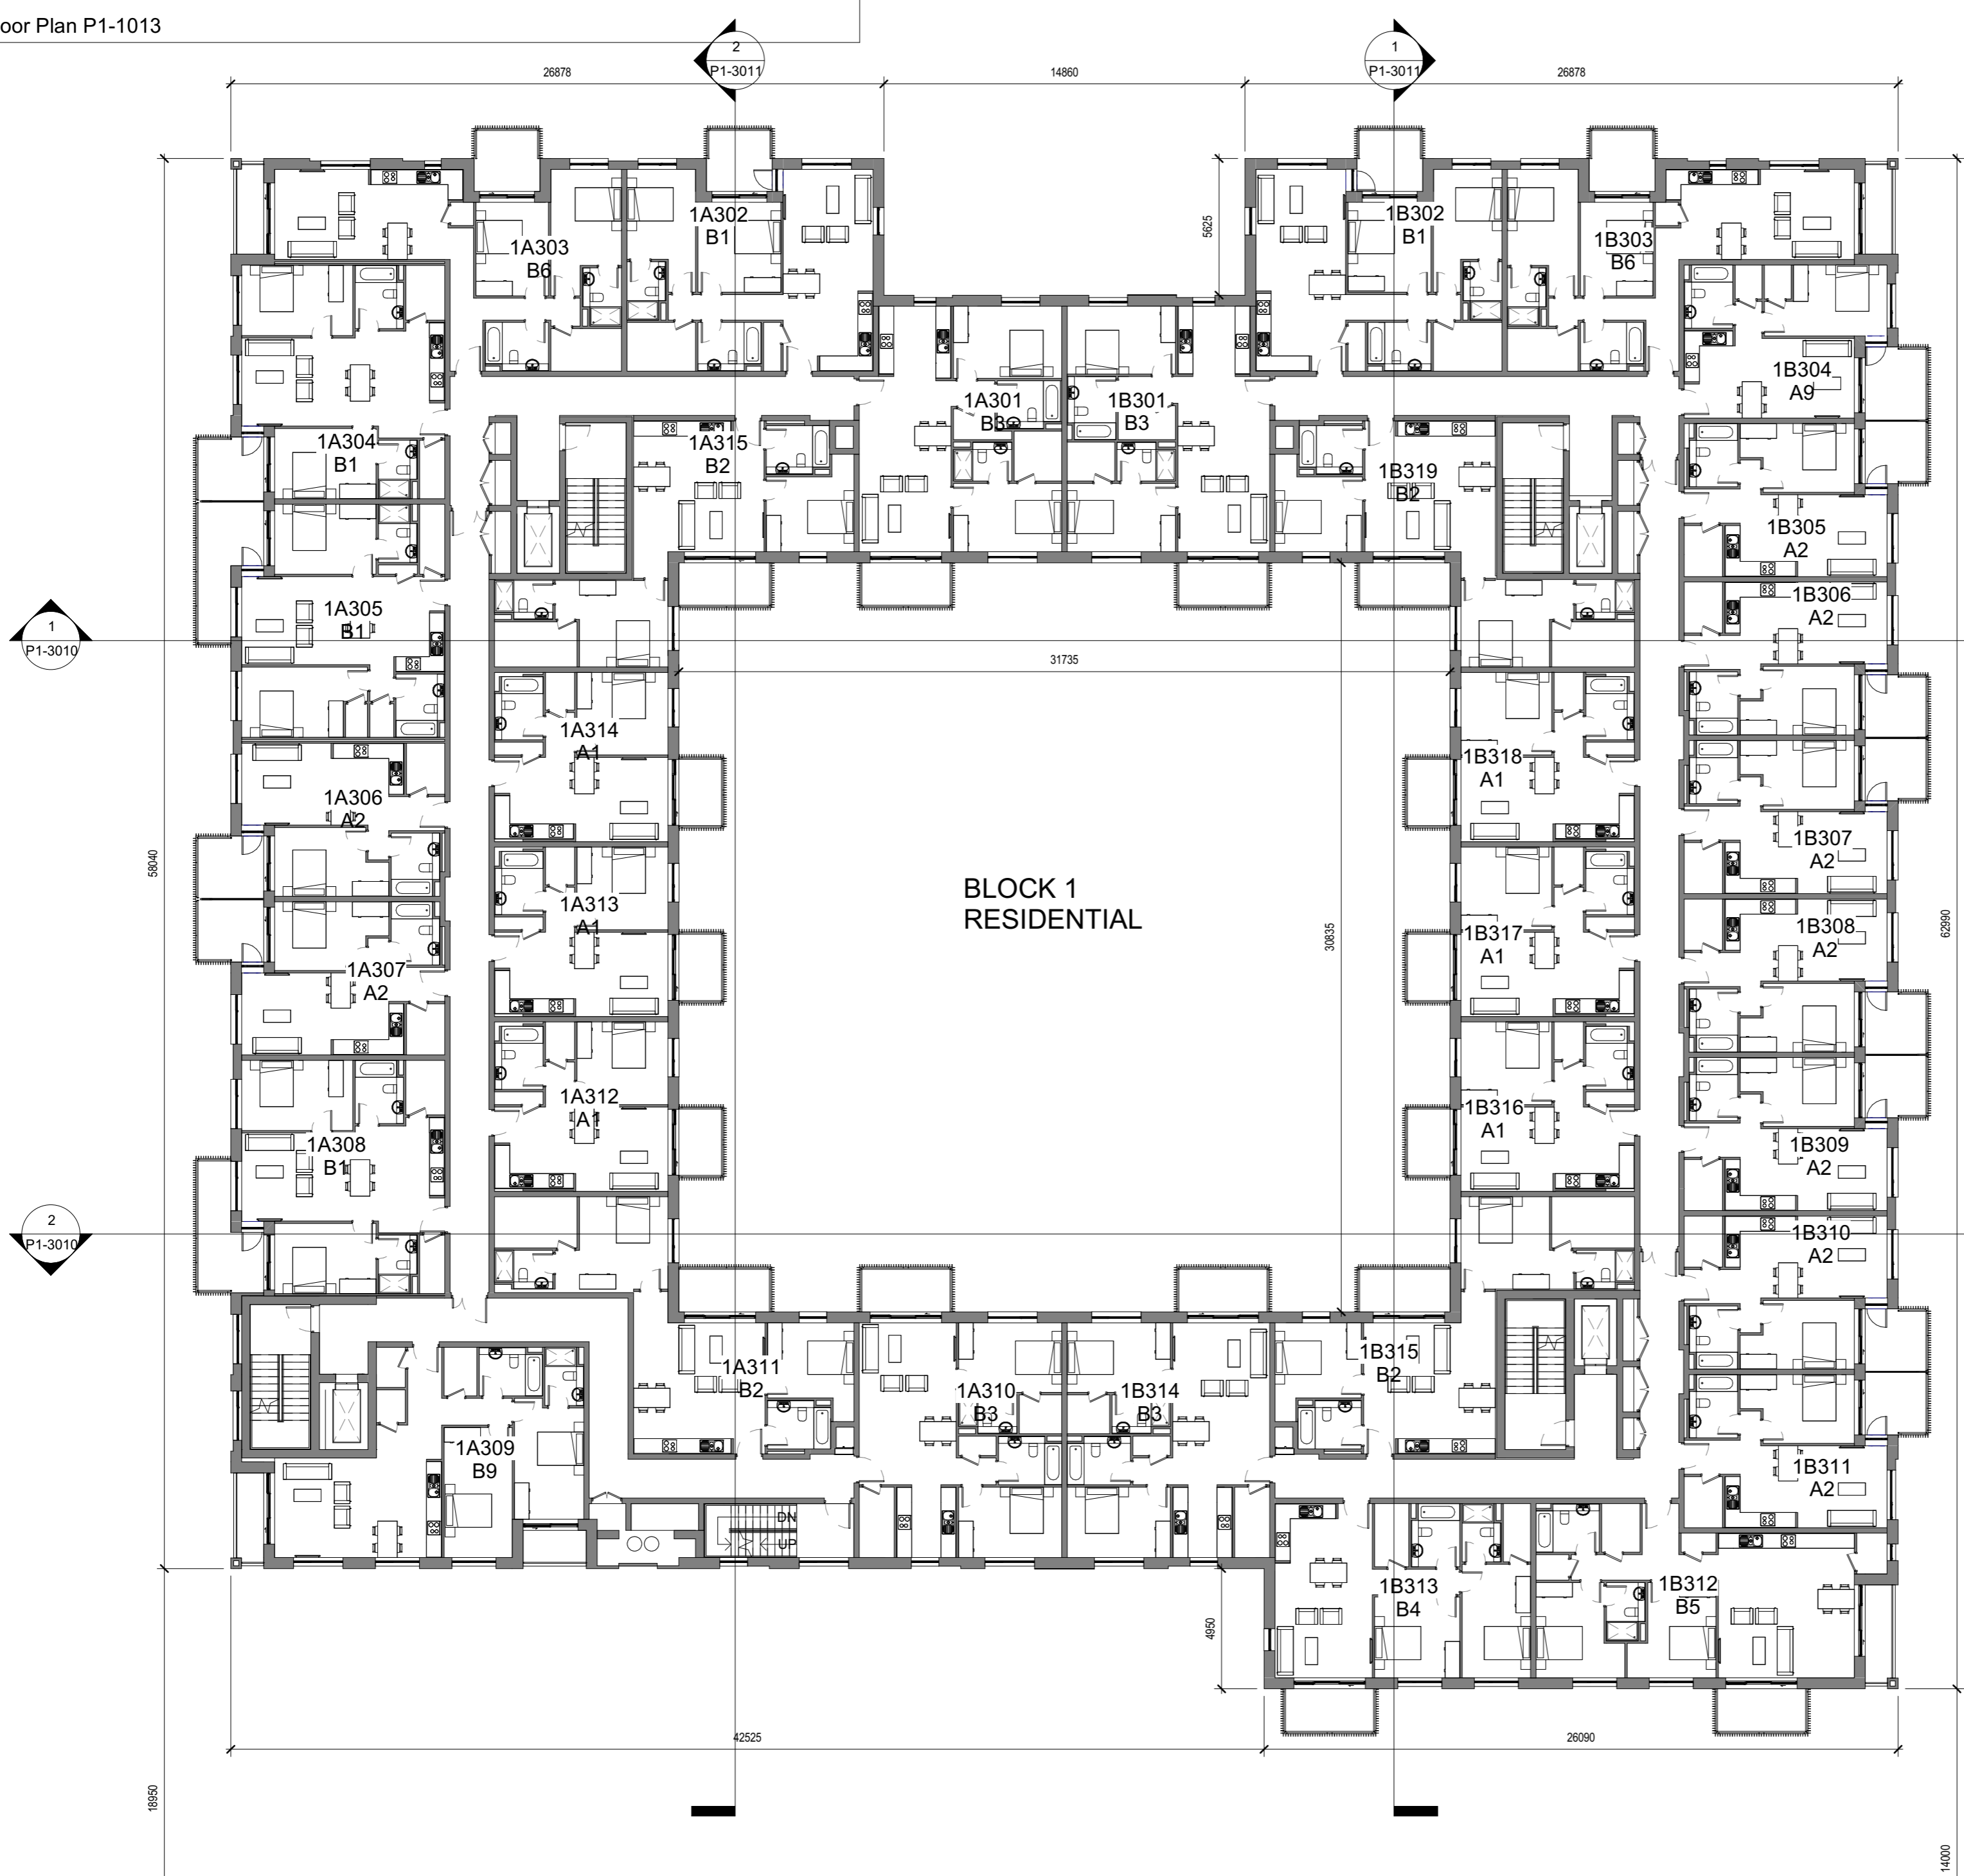 oor Plan P1-1013
2
P1-3011
1
P1-3011
26878
14860
26878
5625
1A303
B6
1A302
B1
1B302
B1
1B303
B6
1A304
B1
1A315
B2
1A301
B3
1B301
B3
1B319
B2
1B304
A9
1B305
A2
1A305
B1
1B306
A2
1
P1-3010
31735
1A314
A1
1B318
A1
1A306
A2
1B307
A2
58040
1A313
A1
BLOCK 1
RESIDENTIAL
30835
1B317
A1
1B308
A2
62990
1A307
A2
1A312
A1
1B316
A1
1A308
B1
1B309
A2
2
P1-3010
1B310
A2
1A311
B2
1A310
B3
1B314
B3
1B315
B2
1A309
B9
1B311
A2
DN
UP
1B313
B4
1B312
B5
4950
42525
26090
18950
14000